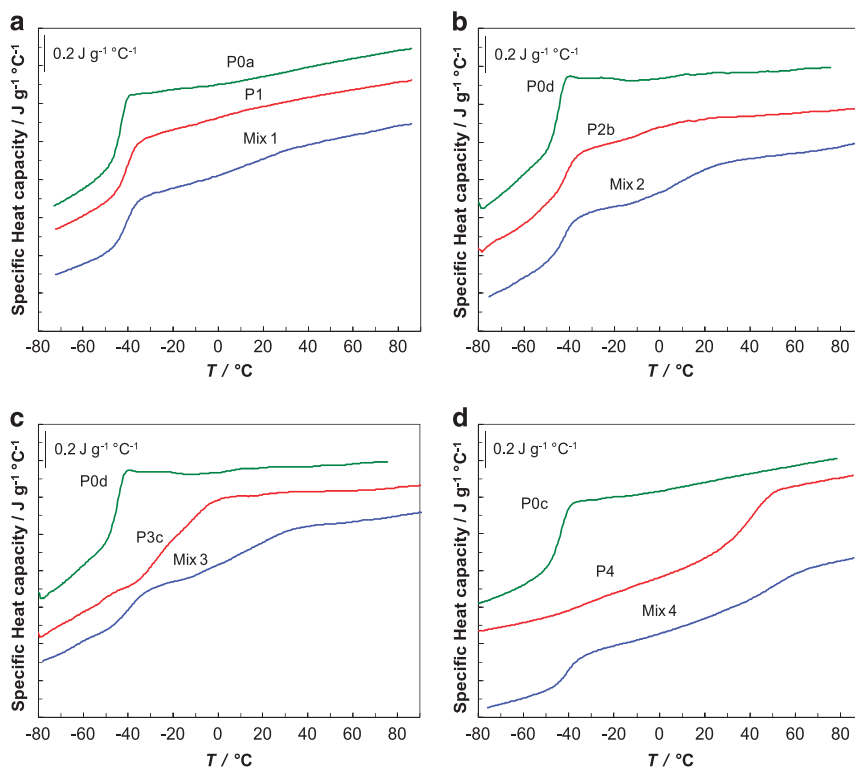 a
0.2 J g⁻¹ °C⁻¹
P0a
P1
Mix 1
Specific Heat capacity / J g⁻¹ °C⁻¹
-80 -60 -40 -20 0 20 40 60 80
T / °C
b
0.2 J g⁻¹ °C⁻¹
P0d
P2b
Mix 2
Specific Heat capacity / J g⁻¹ °C⁻¹
-80 -60 -40 -20 0 20 40 60 80
T / °C
c
0.2 J g⁻¹ °C⁻¹
P0d
P3c
Mix 3
Specific Heat capacity / J g⁻¹ °C⁻¹
-80 -60 -40 -20 0 20 40 60 80
T / °C
d
0.2 J g⁻¹ °C⁻¹
P0c
P4
Mix 4
Specific Heat capacity / J g⁻¹ °C⁻¹
-80 -60 -40 -20 0 20 40 60 80
T / °C